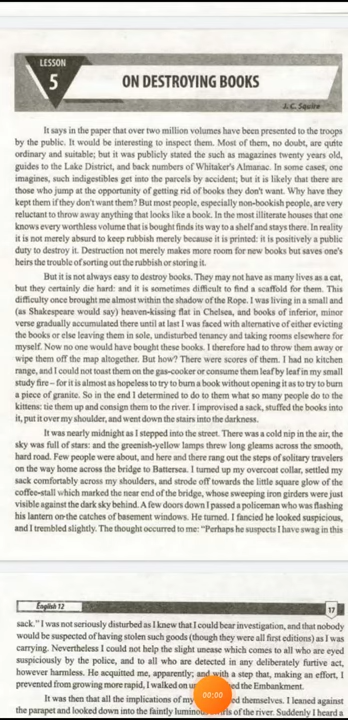 LESSON
5
ON DESTROYING BOOKS
J. C. Squire
It says in the paper that over two million volumes have been presented to the troops
by the public. It would be interesting to inspect them. Most of them, no doubt, are quite
ordinary and suitable; but it was publicly stated the such as magazines twenty years old,
guides to the Lake District, and back numbers of Whitaker's Almanac. In some cases, one
imagines, such indigestibles get into the parcels by accident; but it is likely that there are
those who jump at the opportunity of getting rid of books they don't want. Why have they
kept them if they don't want them? But most people, especially non-bookish people, are very
reluctant to throw away anything that looks like a book. In the most illiterate houses that one
knows every worthless volume that is bought finds its way to a shelf and stays there. In reality
it is not merely absurd to keep rubbish merely because it is printed: it is positively a public
duty to destroy it. Destruction not merely makes more room for new books but saves one's
heirs the trouble of sorting out the rubbish or storing it.
But it is not always easy to destroy books. They may not have as many lives as a cat,
but they certainly die hard: and it is sometimes difficult to find a scaffold for them. This
difficulty once brought me almost within the shadow of the Rope. I was living in a small and
(as Shakespeare would say) heaven-kissing flat in Chelsea, and books of inferior, minor
verse gradually accumulated there until at last I was faced with alternative of either evicting
the books or else leaving them in sole, undisturbed tenancy and taking rooms elsewhere for
myself. Now no one would have bought these books. I therefore had to throw them away or
wipe them off the map altogether. But how? There were scores of them. I had no kitchen
range, and I could not toast them on the gas-cooker or consume them leaf by leaf in my small
study fire – for it is almost as hopeless to try to burn a book without opening it as to try to burn
a piece of granite. So in the end I determined to do to them what so many people do to the
kittens: tie them up and consign them to the river. I improvised a sack, stuffed the books into
it, put it over my shoulder, and went down the stairs into the darkness.
It was nearly midnight as I stepped into the street. There was a cold nip in the air, the
sky was full of stars: and the greenish-yellow lamps threw long gleams across the smooth,
hard road. Few people were about, and here and there rang out the steps of solitary travelers
on the way home across the bridge to Battersea. I turned up my overcoat collar, settled my
sack comfortably across my shoulders, and strode off towards the little square glow of the
coffee-stall which marked the near end of the bridge, whose sweeping iron girders were just
visible against the dark sky behind. A few doors down I passed a policeman who was flashing
his lantern on the catches of basement windows. He turned. I fancied he looked suspicious,
and I trembled slightly. The thought occurred to me: "Perhaps he suspects I have swag in this
English 12
17
sack." I was not seriously disturbed as I knew that I could bear investigation, and that nobody
would be suspected of having stolen such goods (though they were all first editions) as I was
carrying. Nevertheless I could not help the slight unease which comes to all who are eyed
suspiciously by the police, and to all who are detected in any deliberately furtive act,
however harmless. He acquitted me, apparently; and with a step that, making an effort, I
prevented from growing more rapid, I walked on the Embankment.
00:00
It was then that all the implications of my themselves. I leaned against
the parapet and looked down into the faintly luminous of the river. Suddenly I heard a